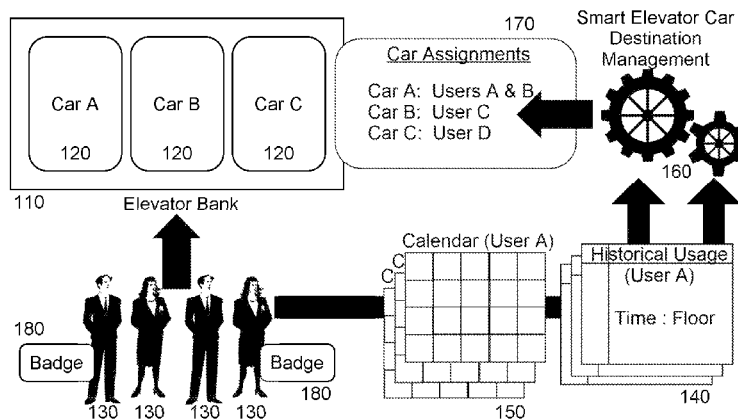 170
Smart Elevator Car
Destination
Management
Car Assignments
Car A: Users A & B
Car B: User C
Car C: User D
Car A
Car B
Car C
120
120
120
160
110
Elevator Bank
Calendar (User A)
C
C
Historical Usage
(User A)
Time : Floor
180
Badge
Badge
180
130
130
130
130
150
140